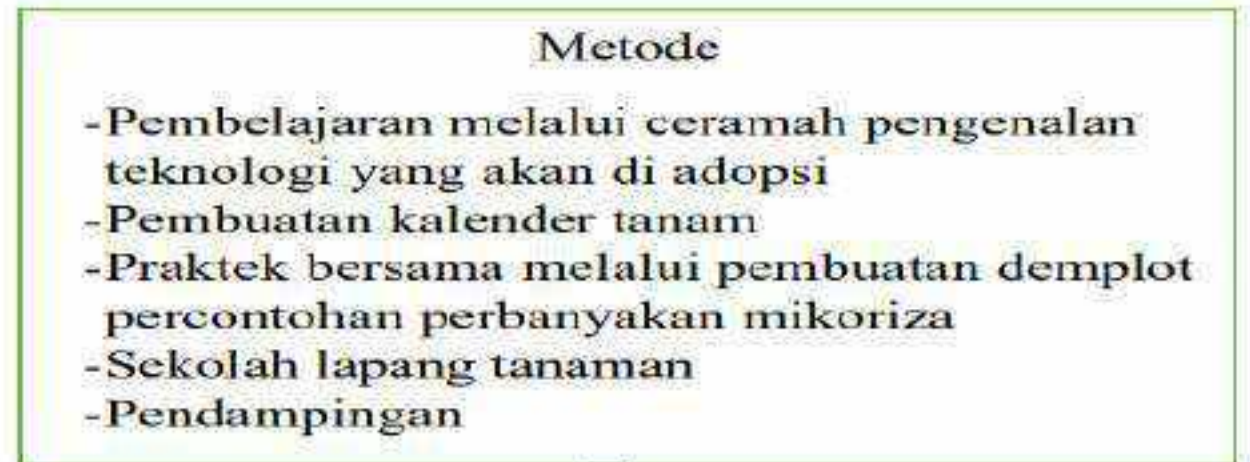 Metode
-Pembelajaran melalui ceramah pengenalan
teknologi yang akan di adopsi
-Pembuatan kalender tanam
-Praktek bersama melalui pembuatan demplot
percontohan perbanyakan mikoriza
-Sekolah lapang tanaman
-Pendampingan